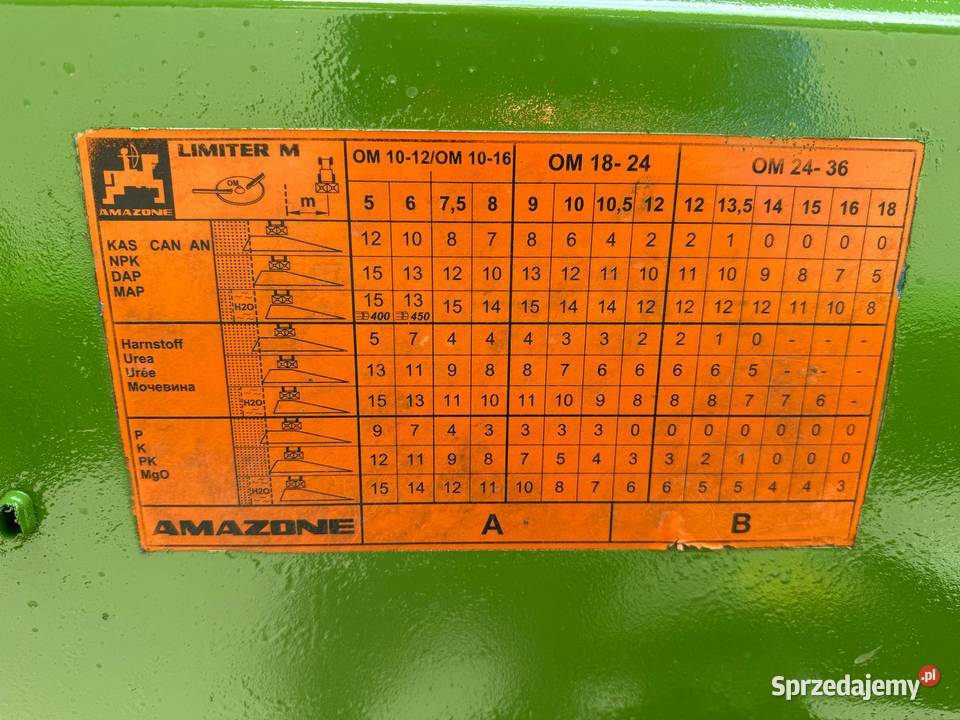 LIMITER M
OM
m
AMAZONE
OM 10-12/OM 10-16 OM 18-24 OM 24-36
5 6 7,5 8 9 10 10,5 12 12 13,5 14 15 16 18
KAS CAN AN
NPK
DAP
MAP
12 10 8 7 8 6 4 2 2 1 0 0 0 0
15 13 12 10 13 12 11 10 11 10 9 8 7 5
H2O 15 13 15 14 15 14 14 12 12 12 12 11 10 8
400 450
Harnstoff
Urea
Urée
Мочевина
5 7 4 4 4 3 3 2 2 1 0 - - -
13 11 9 8 8 7 6 6 6 6 5 - - -
H2O 15 13 11 10 11 10 9 8 8 8 7 7 6 -
P
K
PK
MgO
9 7 4 3 3 3 3 0 0 0 0 0 0 0
12 11 9 8 7 5 4 3 3 2 1 0 0 0
H2O 15 14 12 11 10 8 7 6 6 5 5 4 4 3
AMAZONE A B
Sprzedajemy.pl